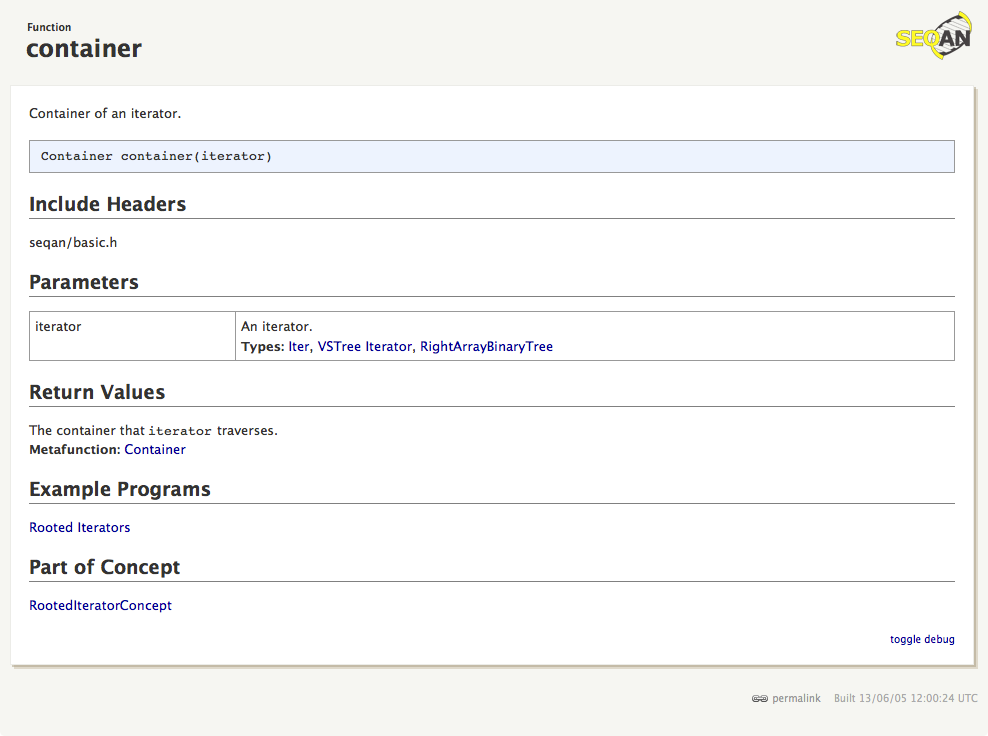 Function
container
SEQAN
Container of an iterator.
Container container(iterator)
Include Headers
seqan/basic.h
Parameters
iterator
An iterator.
Types: Iter, VSTree Iterator, RightArrayBinaryTree
Return Values
The container that iterator traverses.
Metafunction: Container
Example Programs
Rooted Iterators
Part of Concept
RootedIteratorConcept
toggle debug
permalink Built 13/06/05 12:00:24 UTC